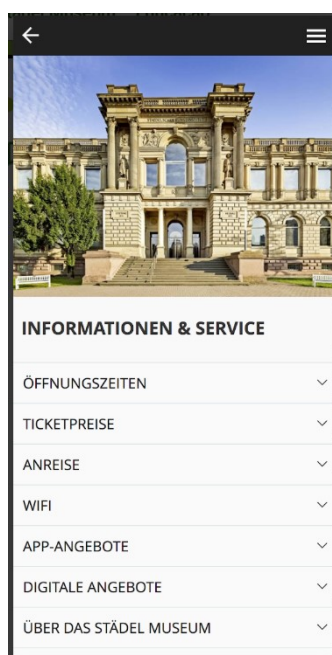 INFORMATIONEN & SERVICE
ÖFFNUNGSZEITEN
TICKETPREISE
ANREISE
WIFI
APP-ANGEBOTE
DIGITALE ANGEBOTE
ÜBER DAS STÄDEL MUSEUM